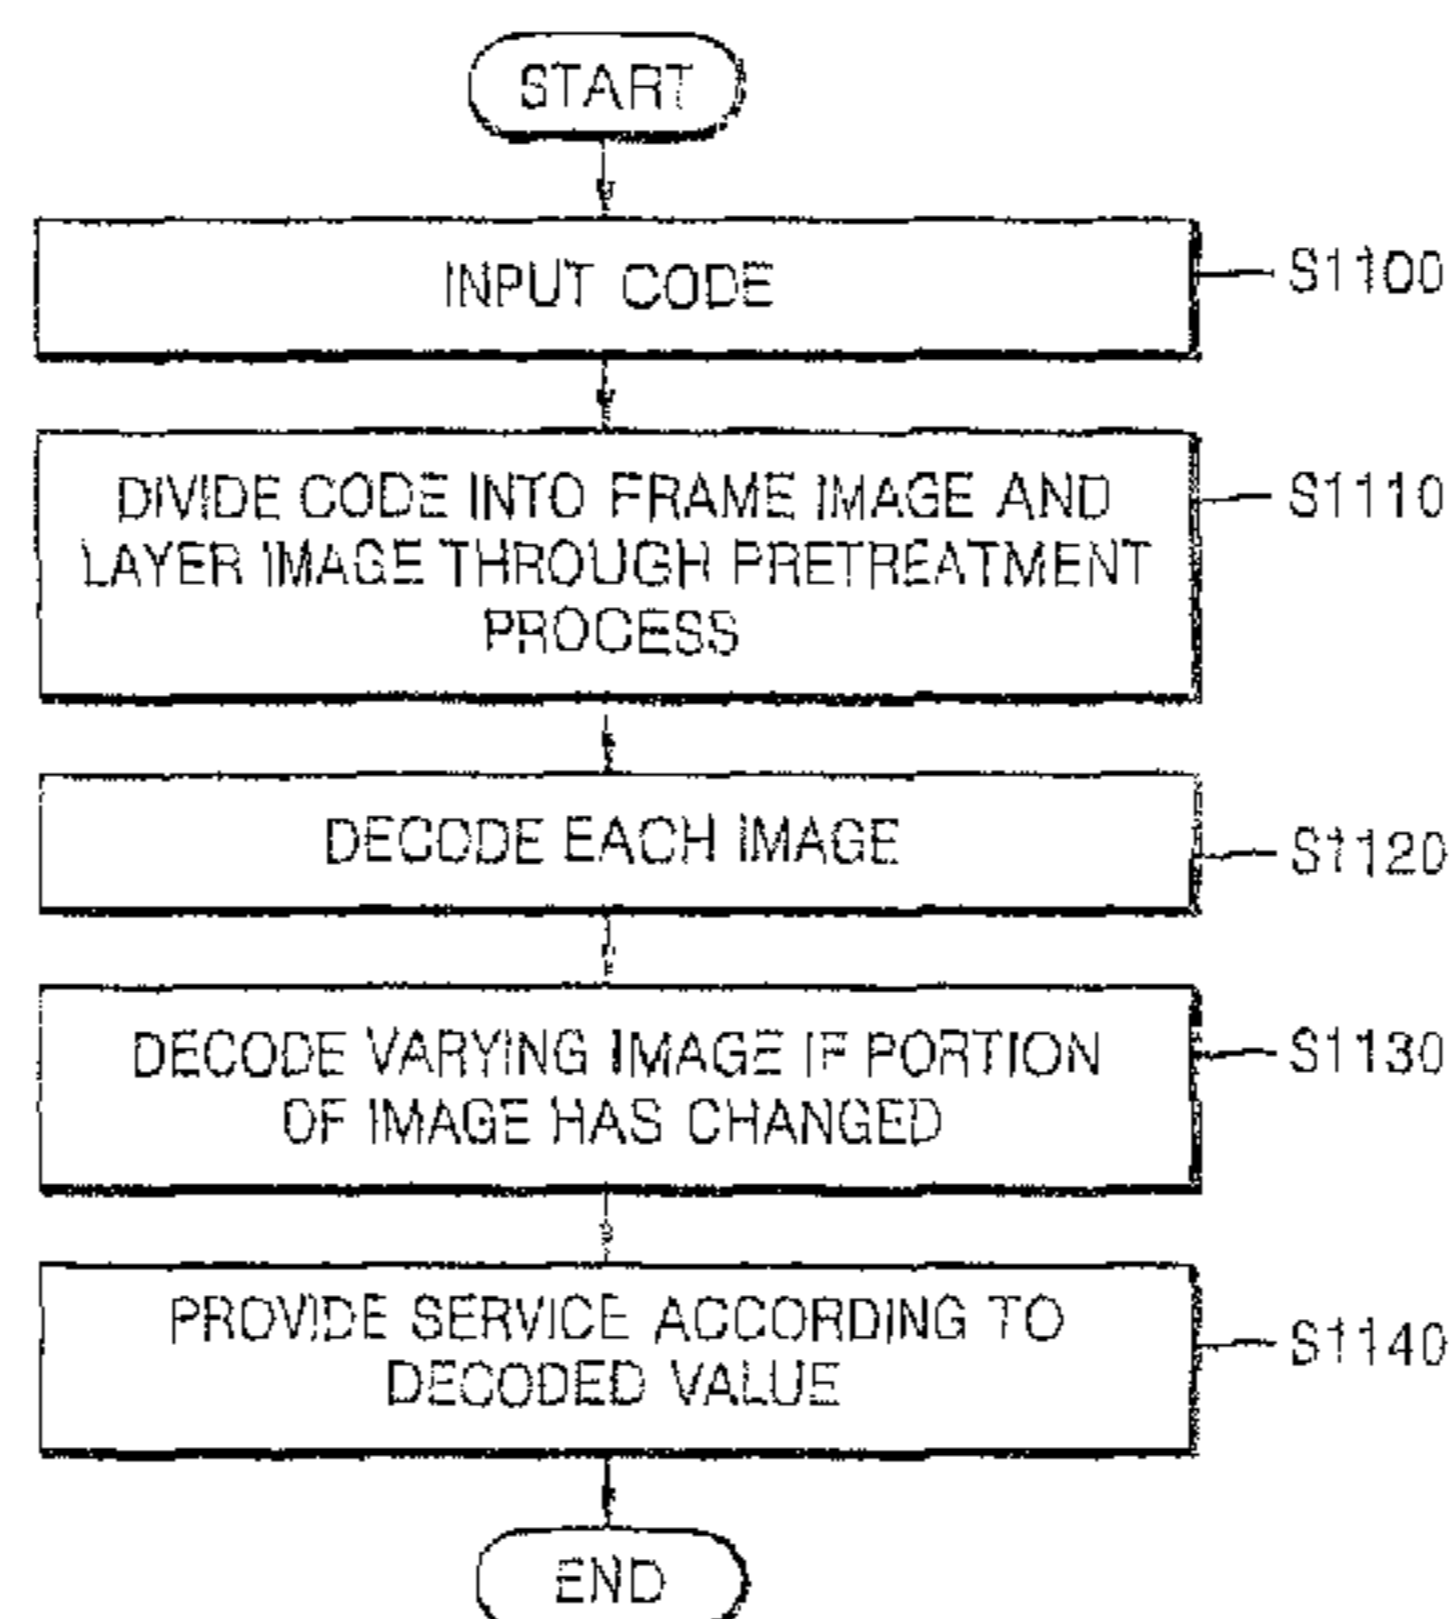 START
INPUT CODE
S1100
DIVIDE CODE INTO FRAME IMAGE AND
LAYER IMAGE THROUGH PRETREATMENT
PROCESS
S1110
DECODE EACH IMAGE
S1120
DECODE VARYING IMAGE IF PORTION
OF IMAGE HAS CHANGED
S1130
PROVIDE SERVICE ACCORDING TO
DECODED VALUE
S1140
END